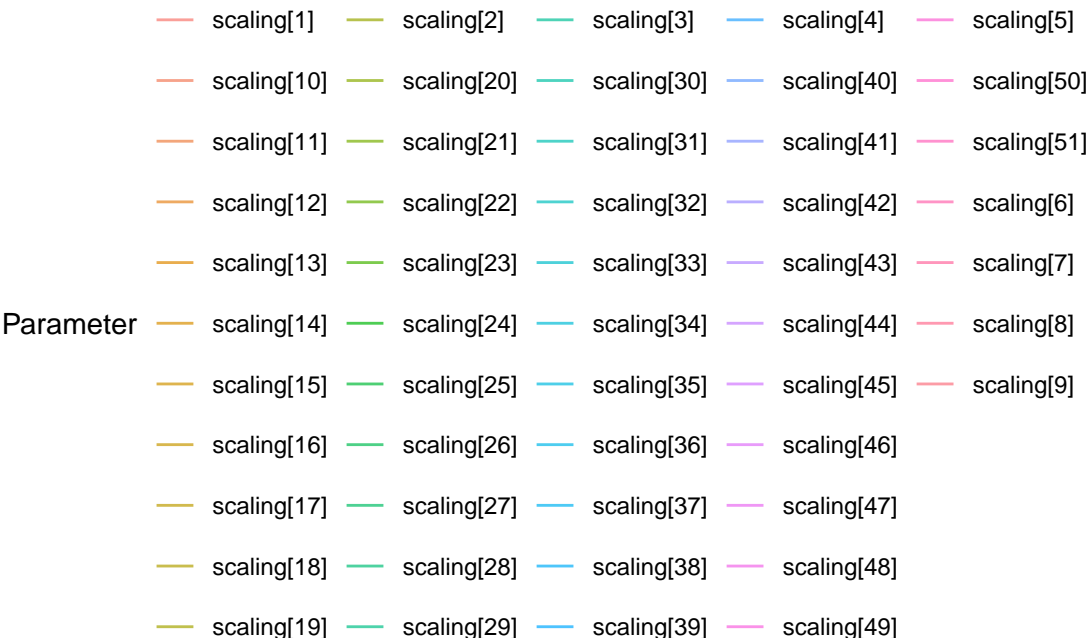 scaling[1] scaling[2] scaling[3] scaling[4] scaling[5]
scaling[10] scaling[20] scaling[30] scaling[40] scaling[50]
scaling[11] scaling[21] scaling[31] scaling[41] scaling[51]
scaling[12] scaling[22] scaling[32] scaling[42] scaling[6]
scaling[13] scaling[23] scaling[33] scaling[43] scaling[7]
Parameter scaling[14] scaling[24] scaling[34] scaling[44] scaling[8]
scaling[15] scaling[25] scaling[35] scaling[45] scaling[9]
scaling[16] scaling[26] scaling[36] scaling[46]
scaling[17] scaling[27] scaling[37] scaling[47]
scaling[18] scaling[28] scaling[38] scaling[48]
scaling[19] scaling[29] scaling[39] scaling[49]